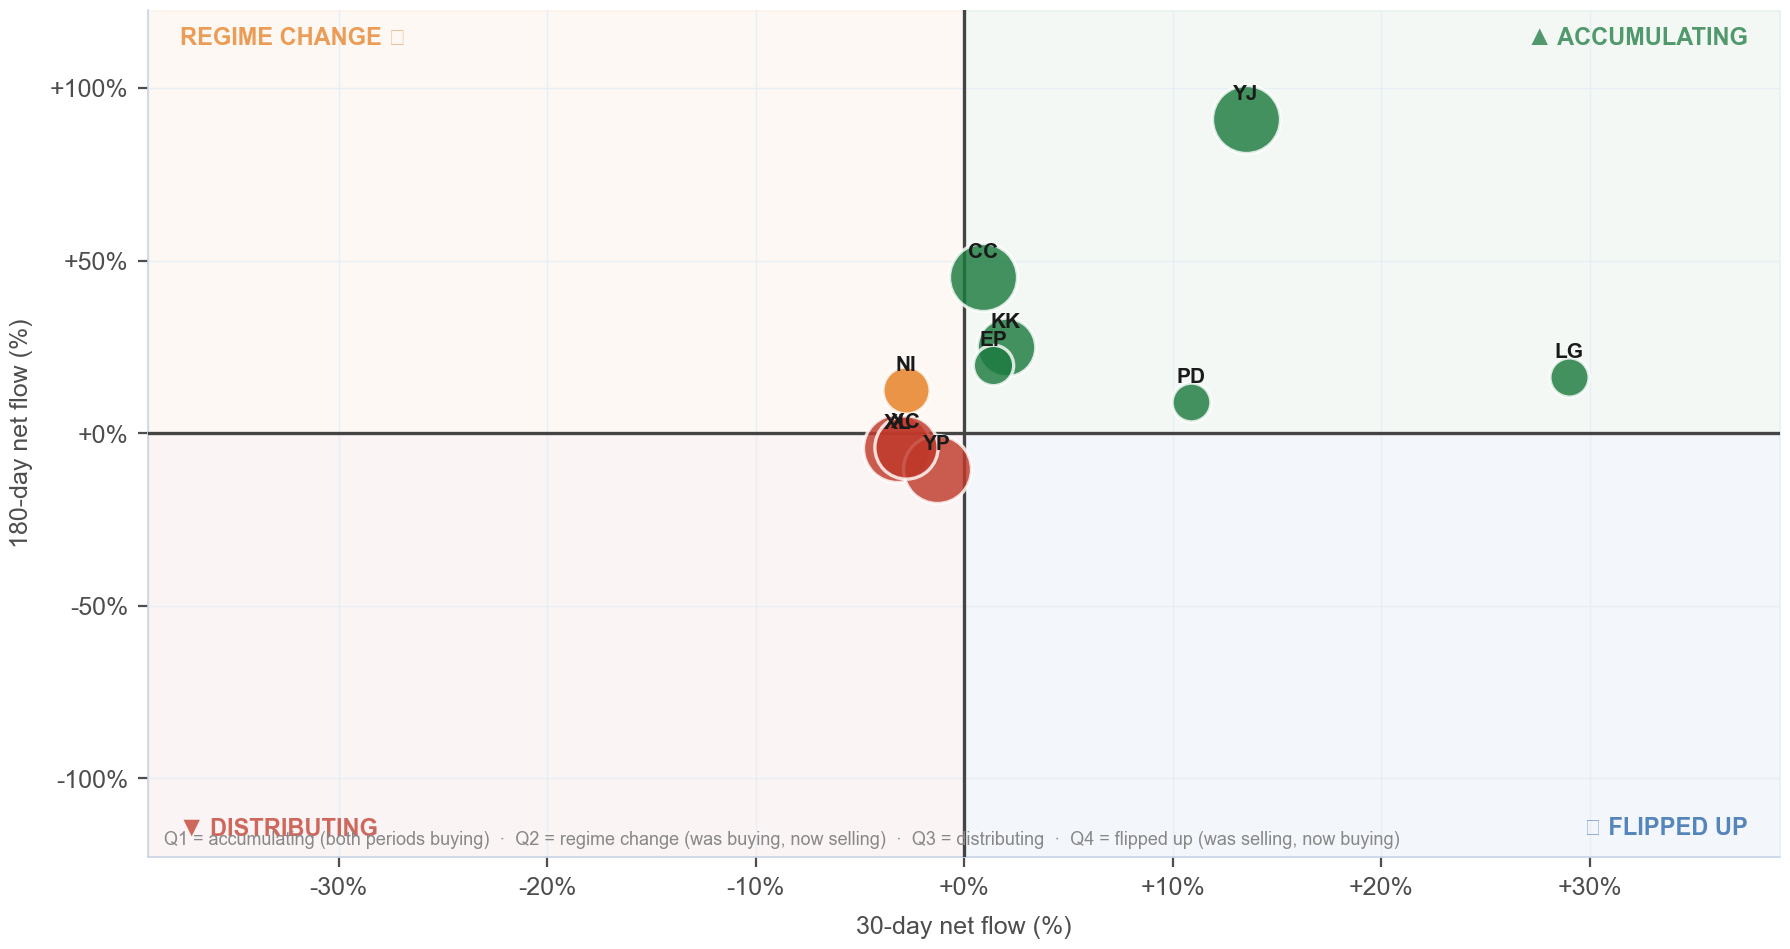 REGIME CHANGE
▲ ACCUMULATING
+100%
YJ
+50%
CC
KK
EP
LG
PD
NI
XC
YP
+0%
-50%
-100%
180-day net flow (%)
▼ DISTRIBUTING
FLIPPED UP
Q1 = accumulating (both periods buying) · Q2 = regime change (was buying, now selling) · Q3 = distributing · Q4 = flipped up (was selling, now buying)
-30%
-20%
-10%
+0%
+10%
+20%
+30%
30-day net flow (%)